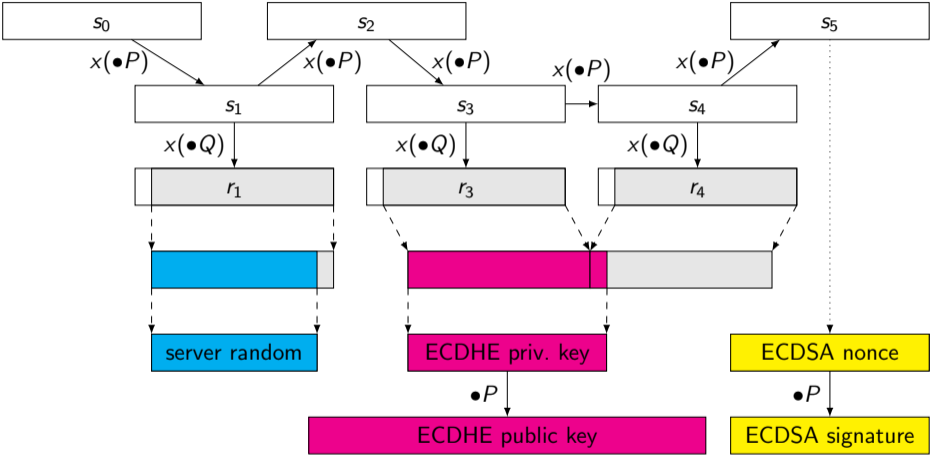 s₀ s₂ s₅
x(•P) x(•P) x(•P) x(•P) x(•P)
s₁ s₃ s₄
x(•Q) x(•Q) x(•Q)
r₁ r₃ r₄
server random ECDHE priv. key ECDSA nonce
•P •P
ECDHE public key ECDSA signature